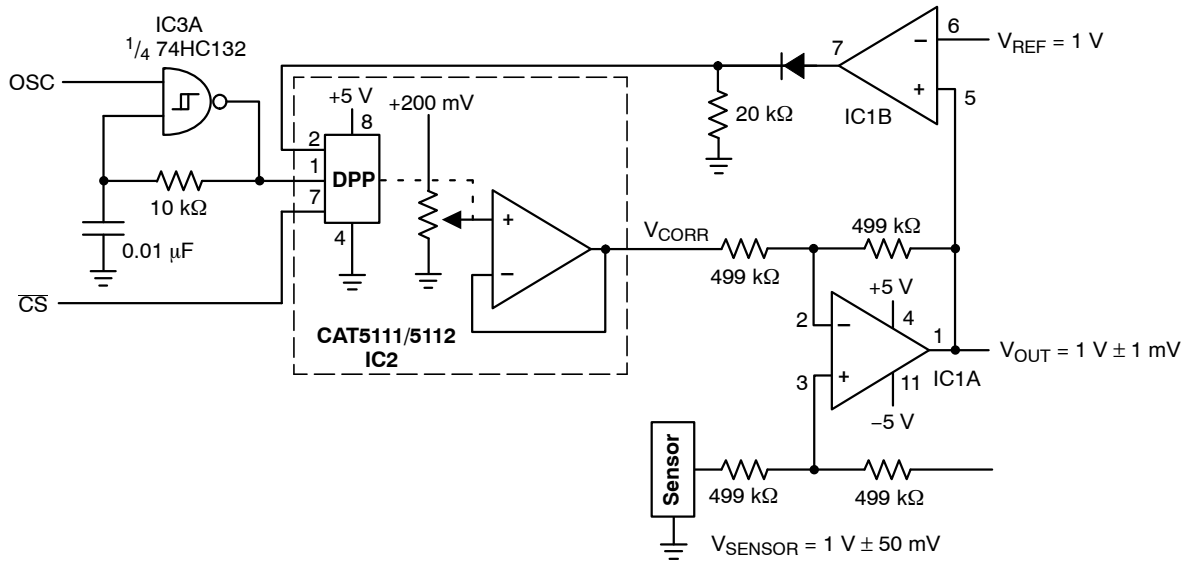 IC3A
1/4 74HC132
OSC
10 kΩ
0.01 μF
CS
+5 V
8
+200 mV
2
1
7
DPP
4
+
−
CAT5111/5112
IC2
7
6
−
+
5
IC1B
VREF = 1 V
20 kΩ
VCORR
499 kΩ
499 kΩ
+5 V
2
−
4
1
3
+
11
IC1A
−5 V
VOUT = 1 V ± 1 mV
Sensor
499 kΩ
499 kΩ
VSENSOR = 1 V ± 50 mV